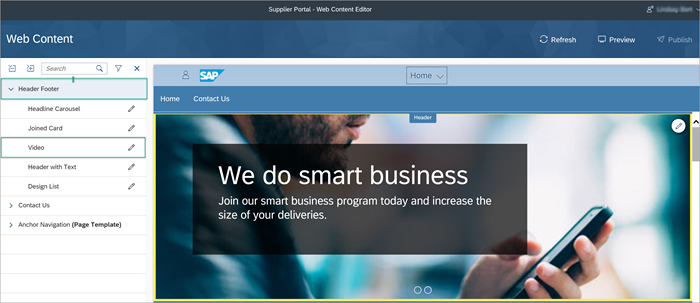 Supplier Portal - Web Content Editor
Web Content
Refresh
Preview
Publish
Search
Header Footer
Headline Carousel
Joined Card
Video
Header with Text
Design List
Contact Us
Anchor Navigation (Page Template)
SAP
Home
Home Contact Us
Header
We do smart business
Join our smart business program today and increase the
size of your deliveries.